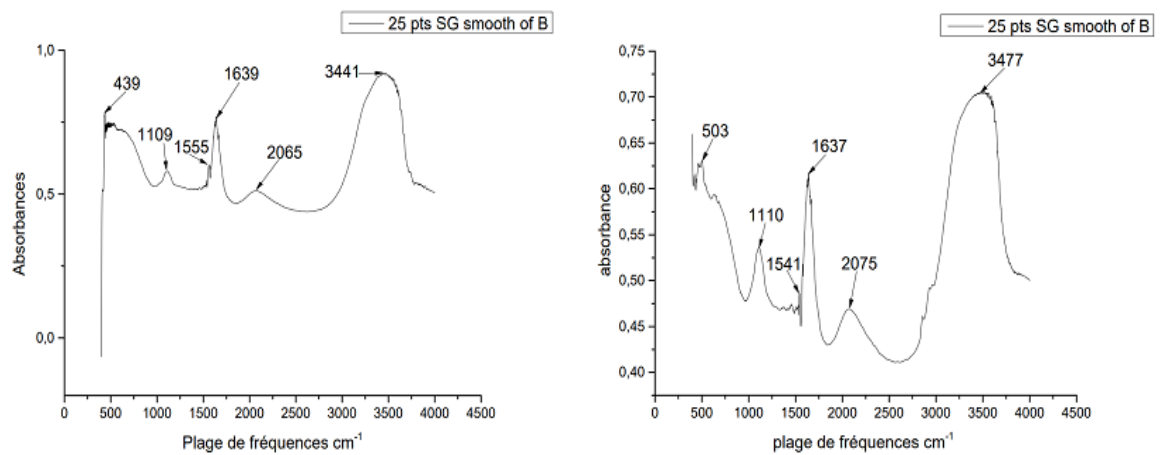 25 pts SG smooth of B
1,0
0,5
0,0
Absorbances
439
1109
1555
1639
2065
3441
0 500 1000 1500 2000 2500 3000 3500 4000 4500
Plage de fréquences cm-1
25 pts SG smooth of B
0,75
0,70
0,65
0,60
0,55
0,50
0,45
0,40
absorbance
503
1110
1541
1637
2075
3477
0 500 1000 1500 2000 2500 3000 3500 4000 4500
plage de fréquences cm-1